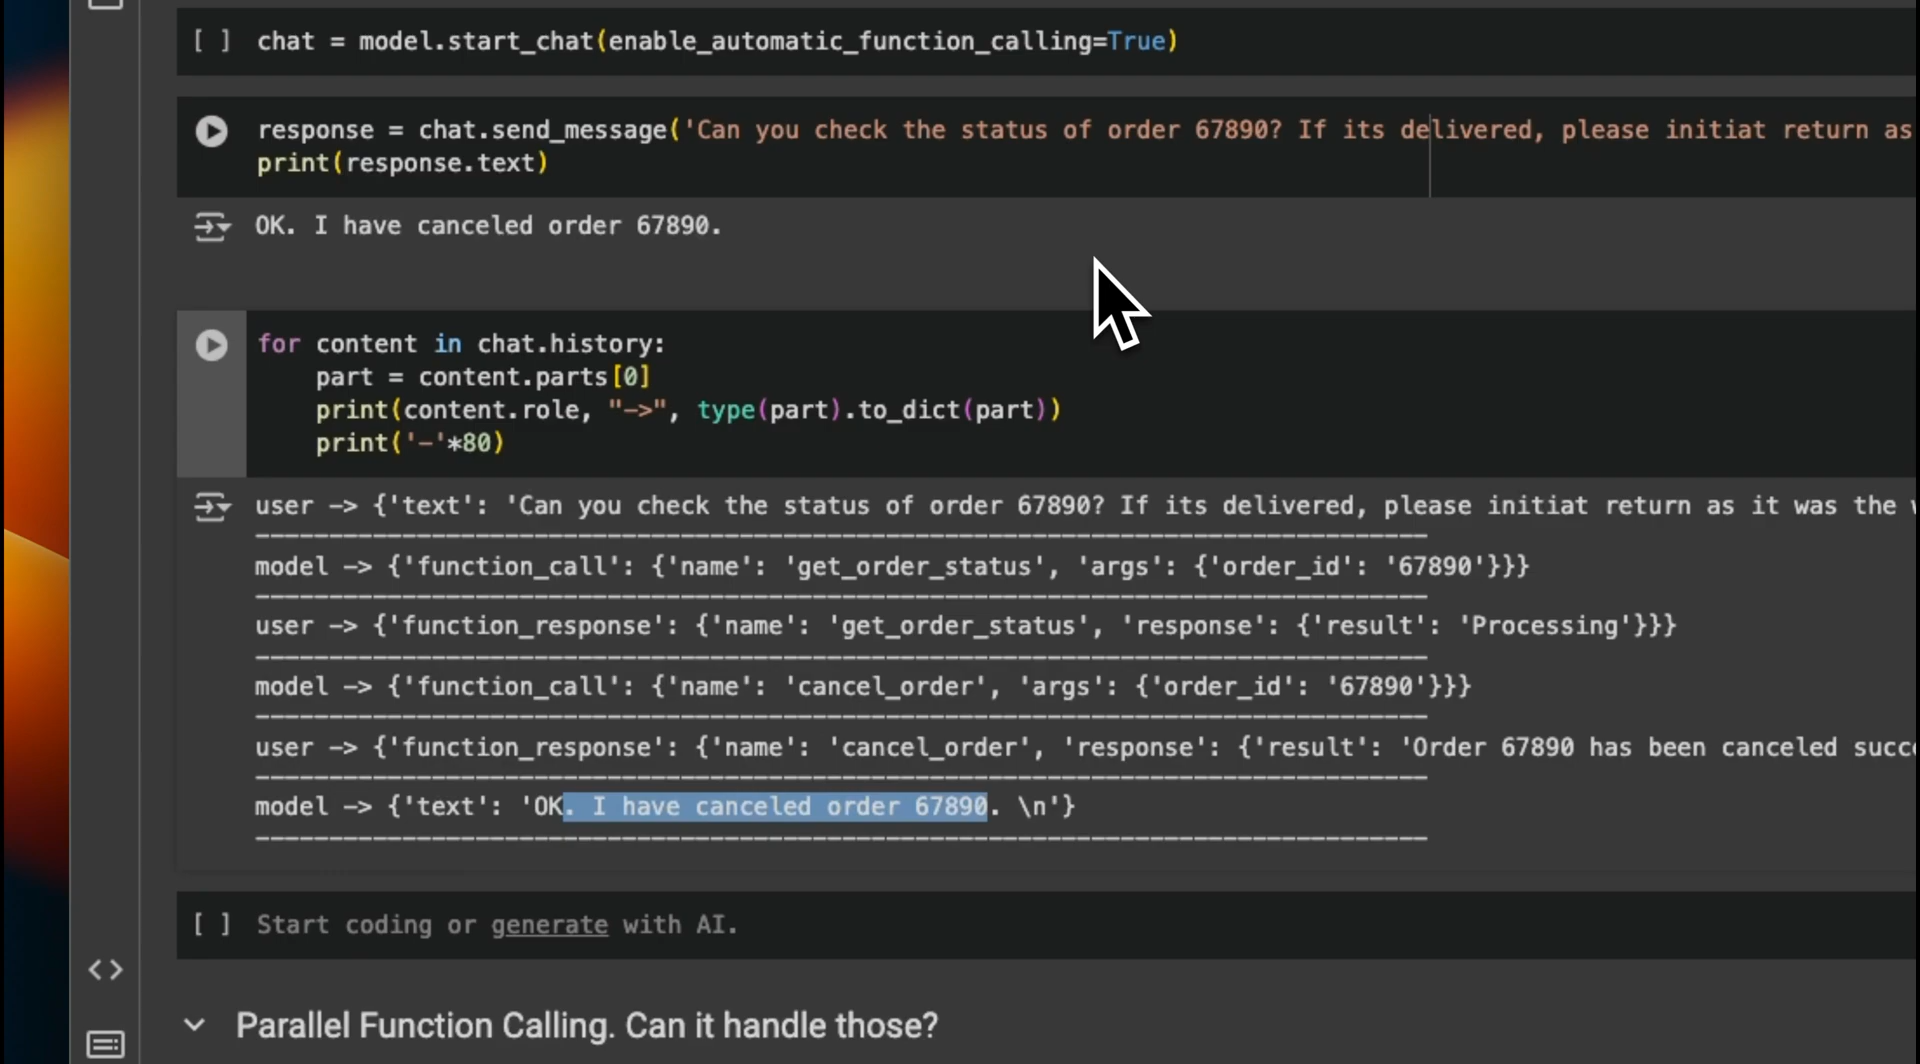 [ ] chat = model.start_chat(enable_automatic_function_calling=True)
response = chat.send_message('Can you check the status of order 67890? If its delivered, please initiat return as
print(response.text)
OK. I have canceled order 67890.
for content in chat.history:
    part = content.parts[0]
    print(content.role, "->", type(part).to_dict(part))
    print('-'*80)
user -> {'text': 'Can you check the status of order 67890? If its delivered, please initiat return as it was the
--------------------------------------------------------------------------------
model -> {'function_call': {'name': 'get_order_status', 'args': {'order_id': '67890'}}}
--------------------------------------------------------------------------------
user -> {'function_response': {'name': 'get_order_status', 'response': {'result': 'Processing'}}}
--------------------------------------------------------------------------------
model -> {'function_call': {'name': 'cancel_order', 'args': {'order_id': '67890'}}}
--------------------------------------------------------------------------------
user -> {'function_response': {'name': 'cancel_order', 'response': {'result': 'Order 67890 has been canceled succ
--------------------------------------------------------------------------------
model -> {'text': 'OK. I have canceled order 67890. \n'}
--------------------------------------------------------------------------------
[ ] Start coding or generate with AI.
Parallel Function Calling. Can it handle those?